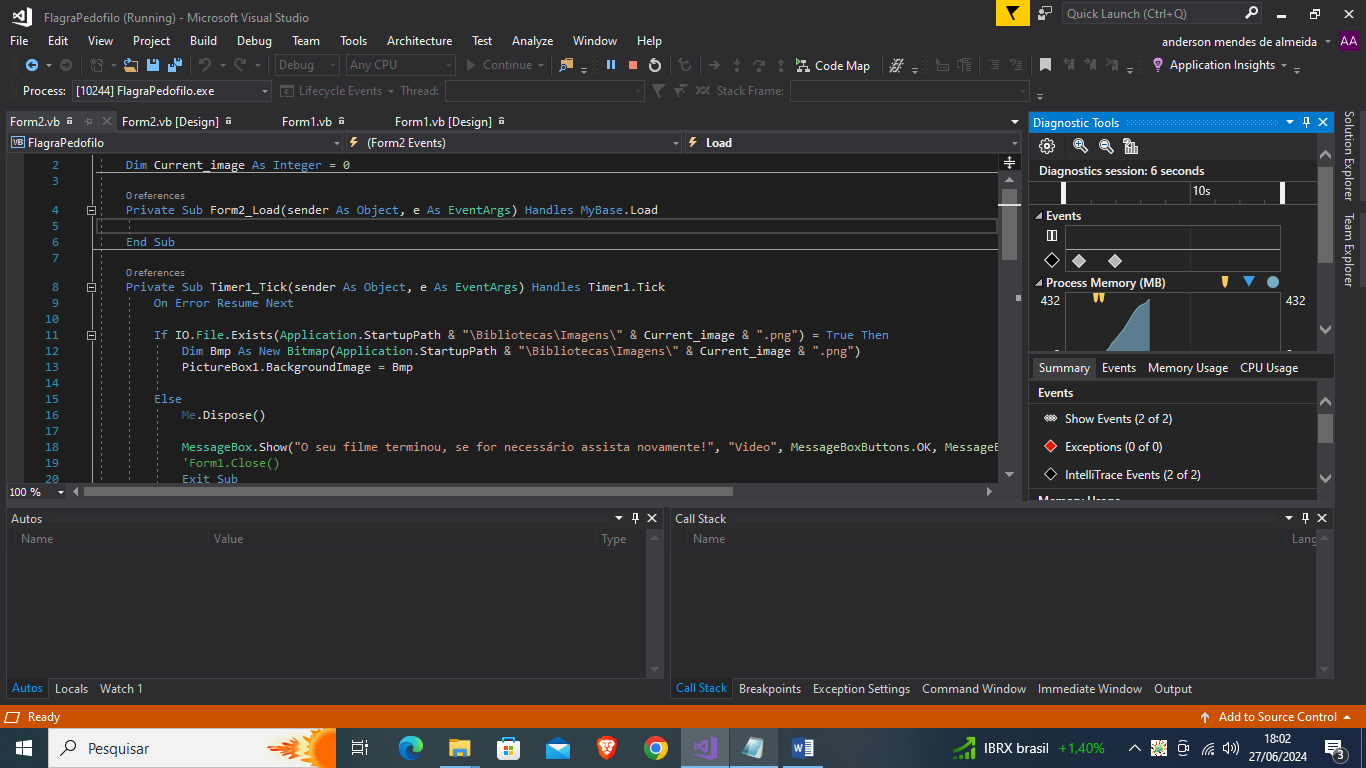 FlagraPedofilo (Running) - Microsoft Visual Studio
Quick Launch (Ctrl+Q)
File Edit View Project Build Debug Team Tools Architecture Test Analyze Window Help
anderson mendes de almeida AA
Debug Any CPU Continue Code Map Application Insights
Process: [10244] FlagraPedofilo.exe Lifecycle Events Thread: Stack Frame:
Form2.vb Form2.vb [Design] Form1.vb Form1.vb [Design]
VB FlagraPedofilo (Form2 Events) Load
2 Dim Current_image As Integer = 0
3
0 references
4 Private Sub Form2_Load(sender As Object, e As EventArgs) Handles MyBase.Load
5
6 End Sub
7
0 references
8 Private Sub Timer1_Tick(sender As Object, e As EventArgs) Handles Timer1.Tick
9 On Error Resume Next
10
11 If IO.File.Exists(Application.StartupPath & "\Bibliotecas\Imagens\" & Current_image & ".png") = True Then
12 Dim Bmp As New Bitmap(Application.StartupPath & "\Bibliotecas\Imagens\" & Current_image & ".png")
13 PictureBox1.BackgroundImage = Bmp
14
15 Else
16 Me.Dispose()
17
18 MessageBox.Show("O seu filme terminou, se for necessário assista novamente!", "Video", MessageBoxButtons.OK, MessageB
19 'Form1.Close()
20 Exit Sub
100 %
Diagnostic Tools
Diagnostics session: 6 seconds
10s
Events
Process Memory (MB)
432 432
Summary Events Memory Usage CPU Usage
Events
Show Events (2 of 2)
Exceptions (0 of 0)
IntelliTrace Events (2 of 2)
Solution Explorer
Team Explorer
Autos
Name Value Type
Autos Locals Watch 1
Call Stack
Name Lang
Call Stack Breakpoints Exception Settings Command Window Immediate Window Output
Ready
Add to Source Control
Pesquisar
IBRX brasil +1,40%
18:02
27/06/2024
3